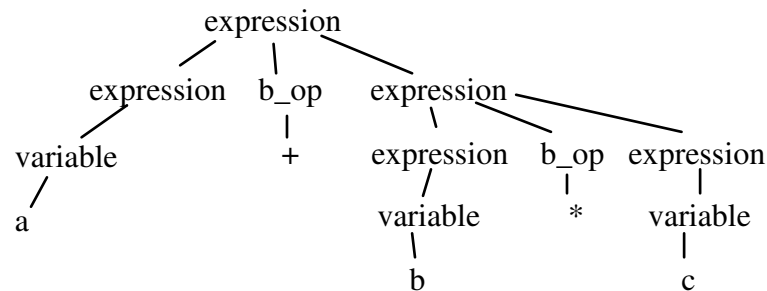 expression
expression b_op expression
variable + expression b_op expression
a variable * variable
b c